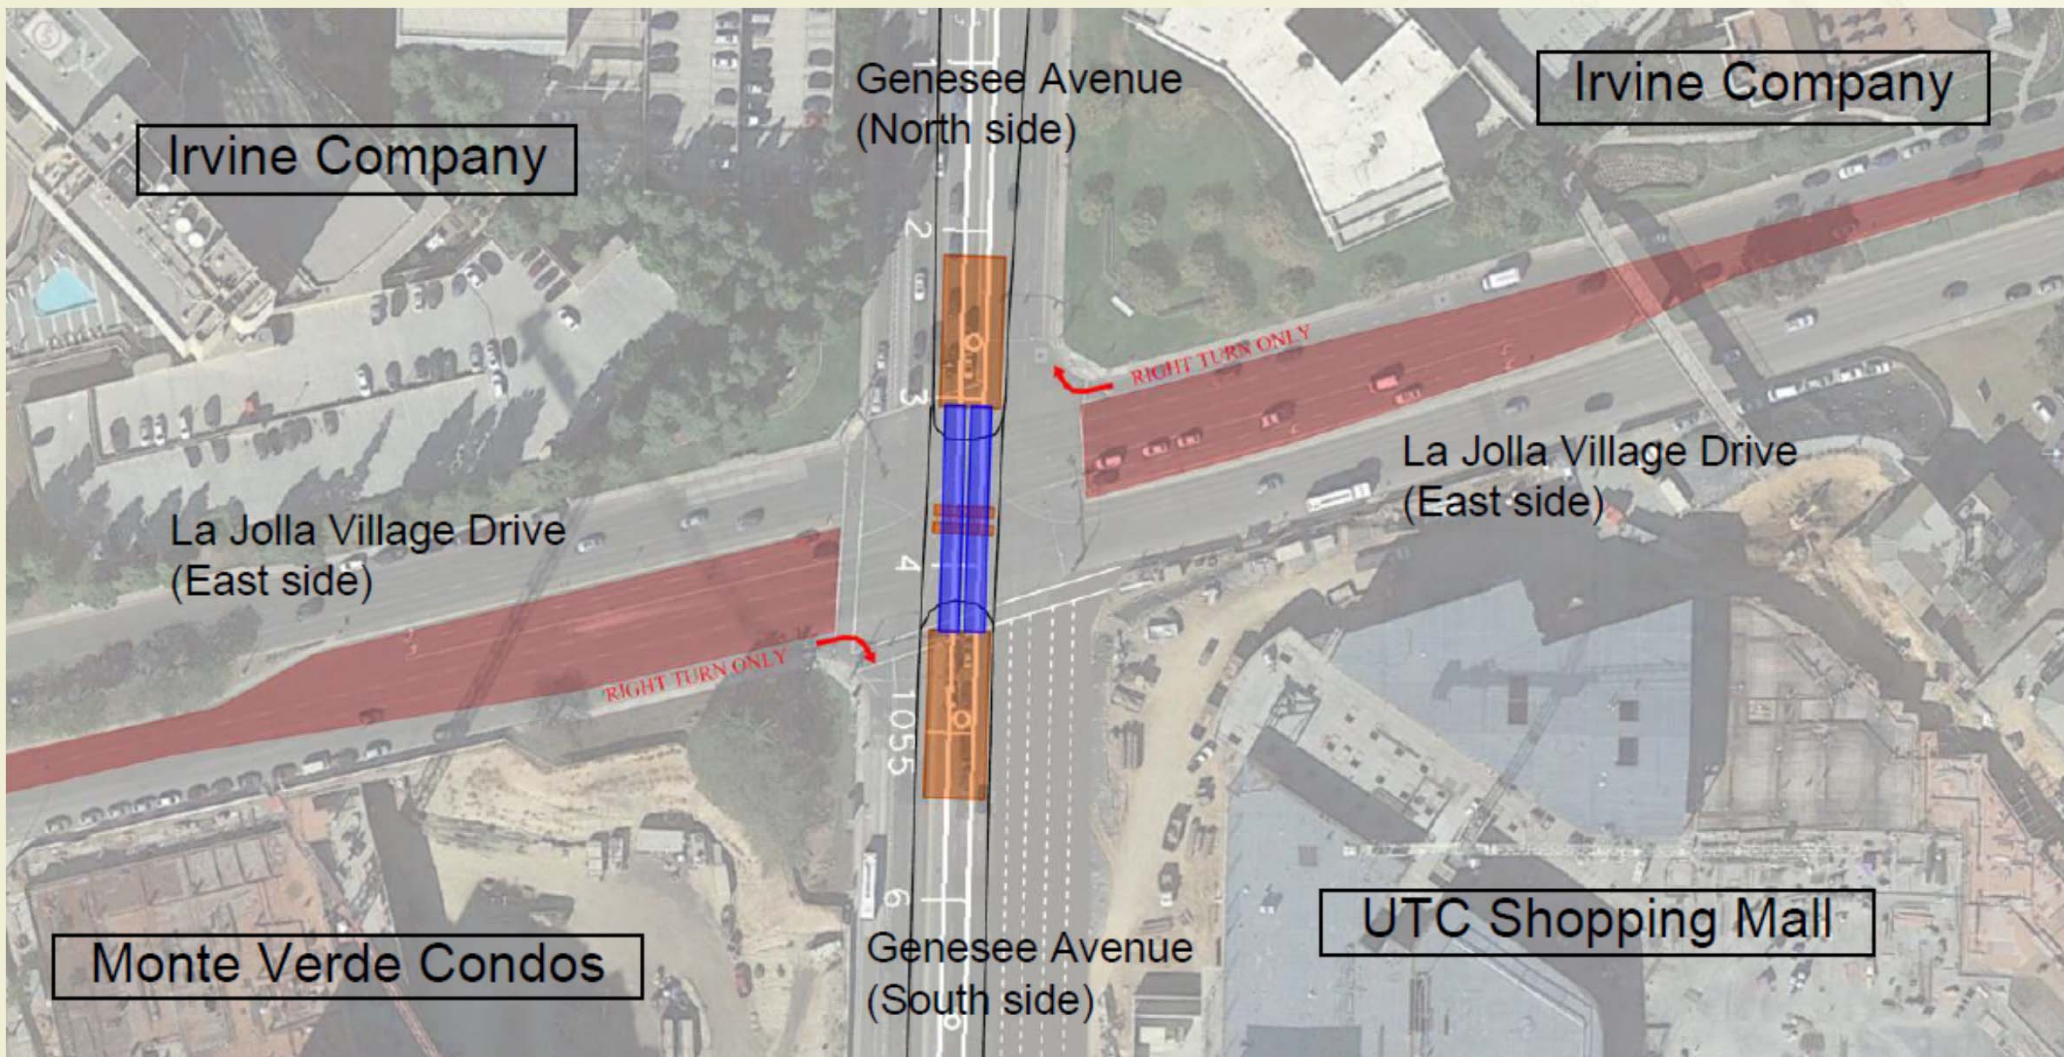 Genesee Avenue
(North side)
Irvine Company
Irvine Company
2
RIGHT TURN ONLY
3
La Jolla Village Drive
(East side)
La Jolla Village Drive
(East side)
4
RIGHT TURN ONLY
1055
6
UTC Shopping Mall
Monte Verde Condos
Genesee Avenue
(South side)